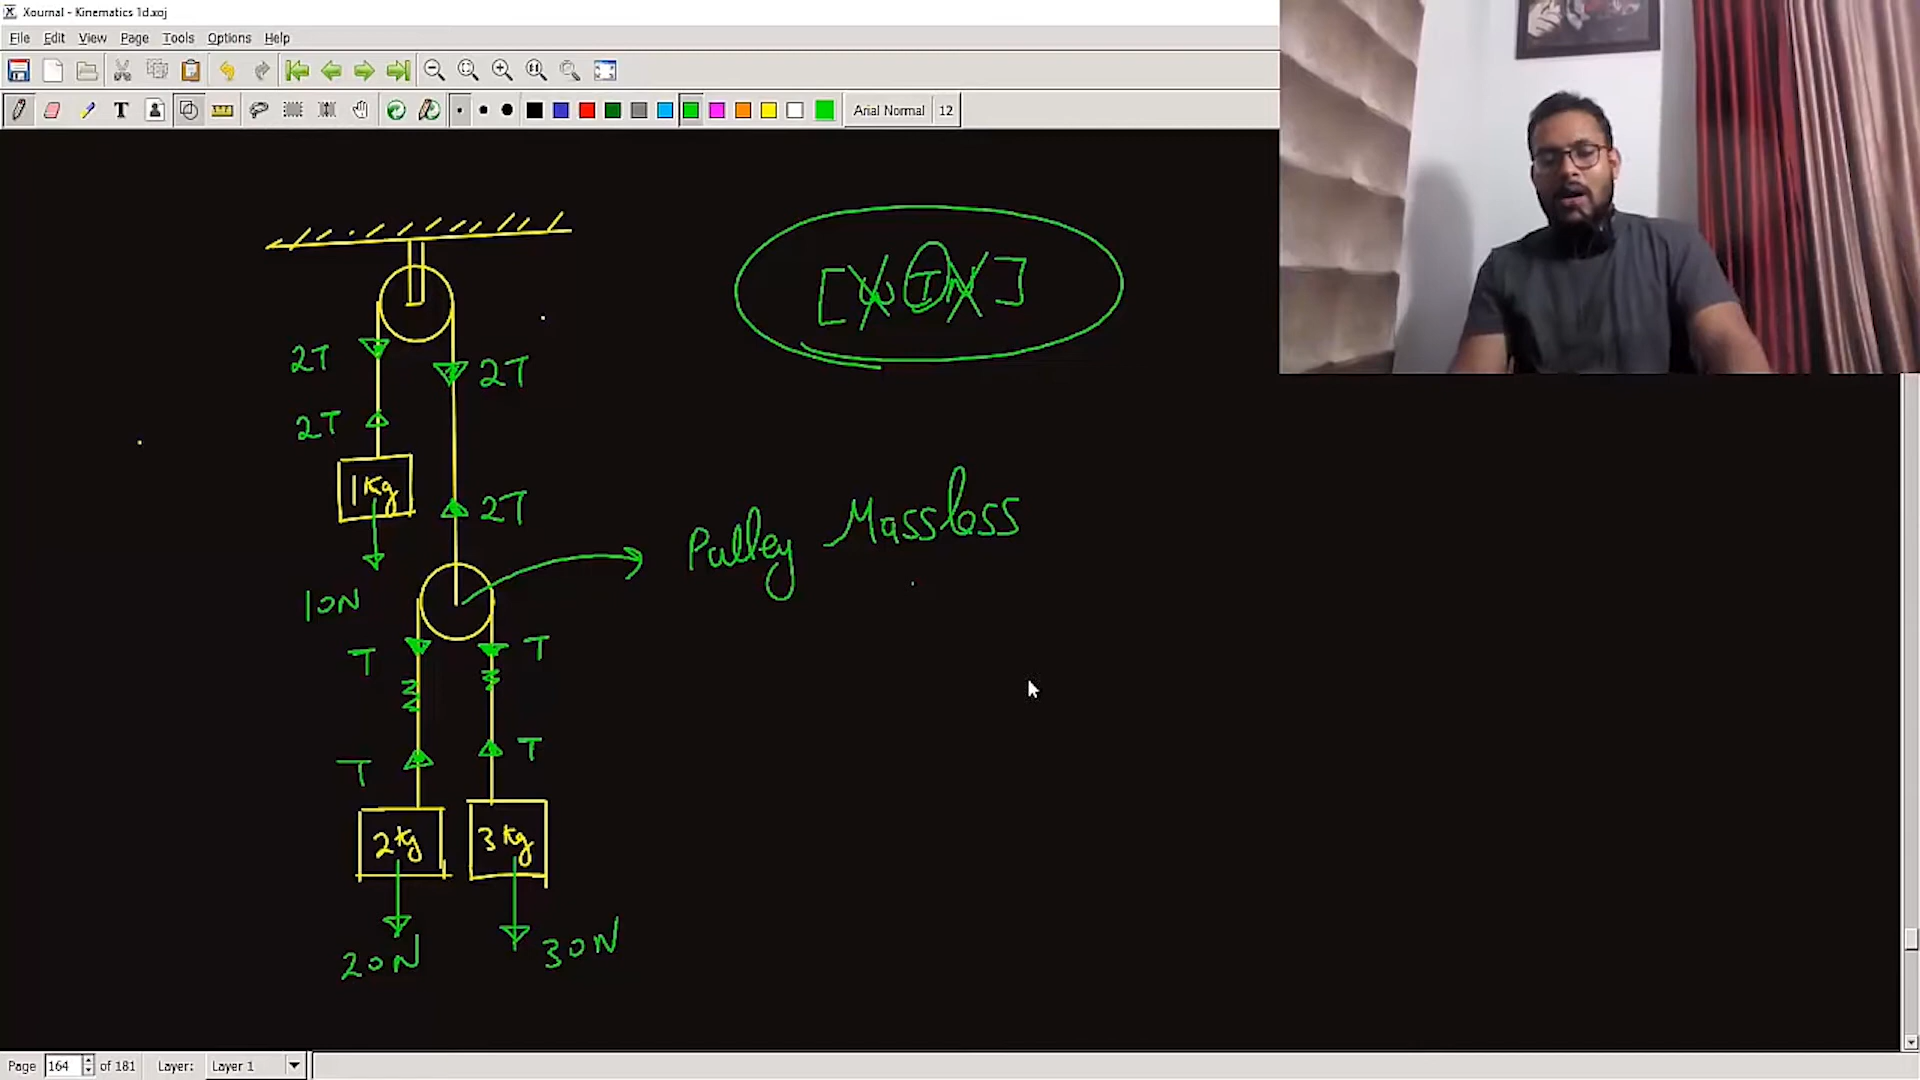 Xournal - Kinematics 1d.xoj
File Edit View Page Tools Options Help
T Arial Normal 12
[W T N]
2T 2T
2T
1Kg
2T
Pulley Massless
10N
T T
T T
2Kg 3Kg
20N 30N
Page 164 of 181 Layer: Layer 1